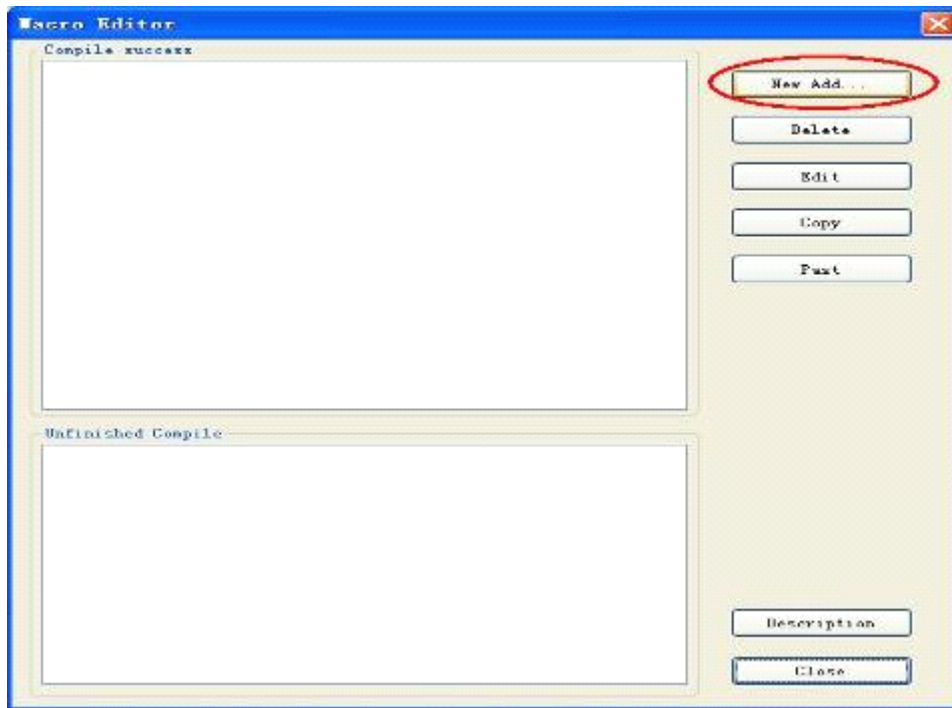 Macro Editor
Compile success
New Add...
Delete
Edit
Copy
Past
Unfinished Compile
Description
Close